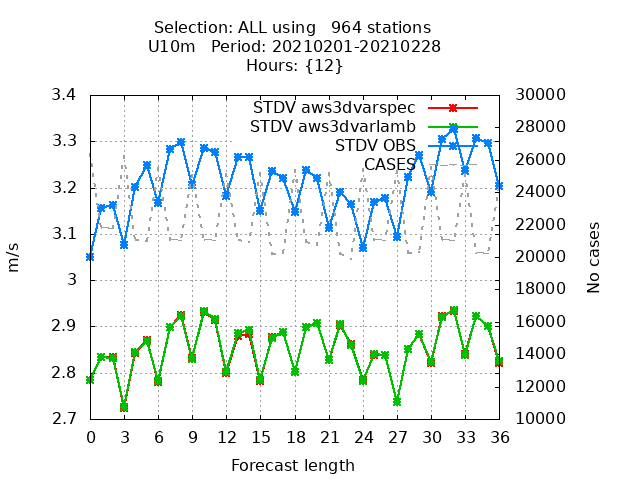 Selection: ALL using   964 stations
U10m   Period: 20210201-20210228
Hours: {12}
STDV aws3dvarspec
STDV aws3dvarlamb
STDV OBS
CASES
3.4
3.3
3.2
3.1
3
2.9
2.8
2.7
m/s
30000
28000
26000
24000
22000
20000
18000
16000
14000
12000
10000
No cases
0 3 6 9 12 15 18 21 24 27 30 33 36
Forecast length